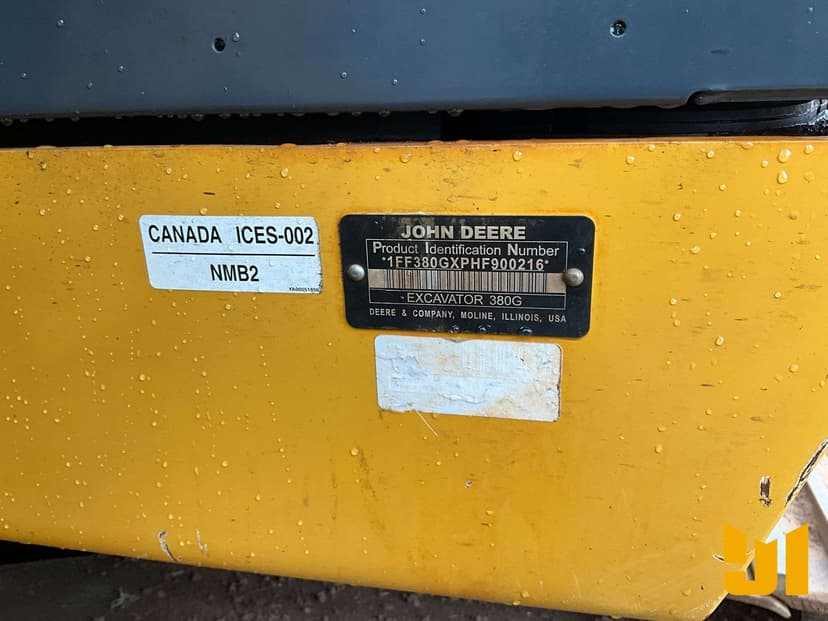 CANADA ICES-002
NMB2
JOHN DEERE
Product Identification Number
*1FF380GXPHF900216*
EXCAVATOR 380G
DEERE & COMPANY, MOLINE, ILLINOIS, USA